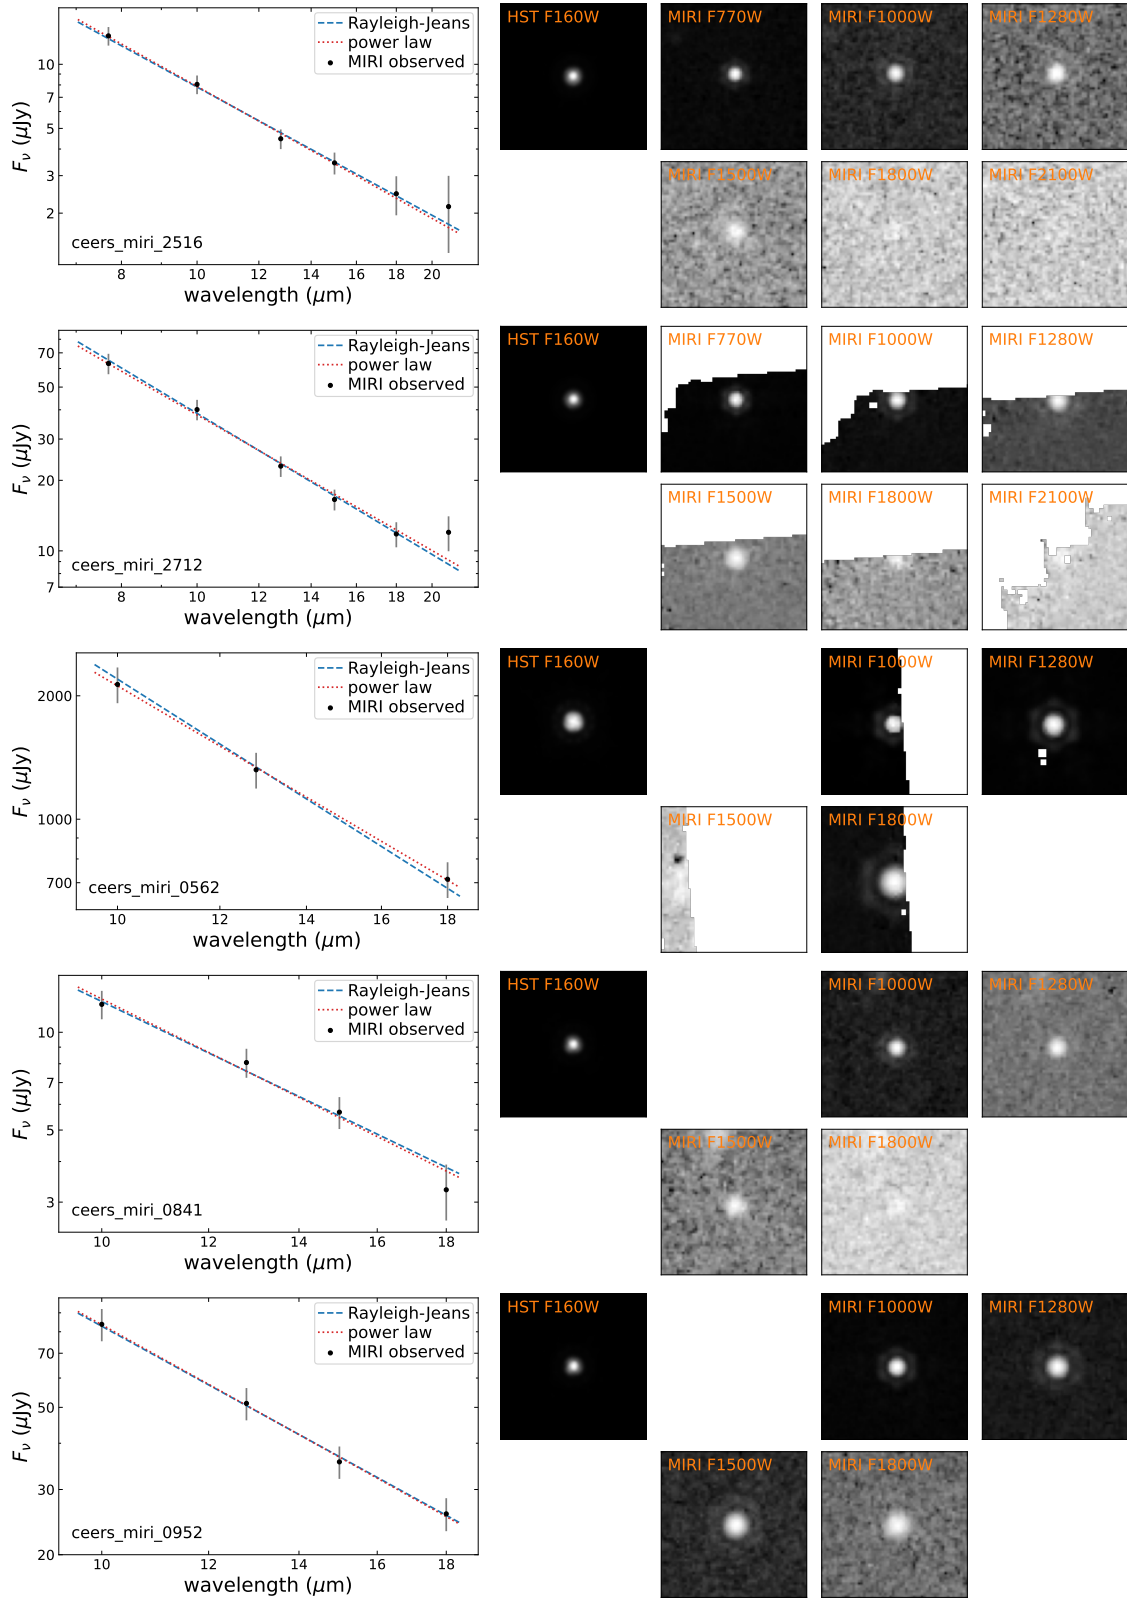 10
7
5
3
2
8
10
12
14
16
18
20
Fν (μJy)
wavelength (μm)
Rayleigh-Jeans
power law
MIRI observed
ceers_miri_2516
HST F160W
MIRI F770W
MIRI F1000W
MIRI F1280W
MIRI F1500W
MIRI F1800W
MIRI F2100W
70
50
30
20
10
7
8
10
12
14
16
18
20
Fν (μJy)
wavelength (μm)
Rayleigh-Jeans
power law
MIRI observed
ceers_miri_2712
HST F160W
MIRI F770W
MIRI F1000W
MIRI F1280W
MIRI F1500W
MIRI F1800W
MIRI F2100W
2000
1000
700
10
12
14
16
18
Fν (μJy)
wavelength (μm)
Rayleigh-Jeans
power law
MIRI observed
ceers_miri_0562
HST F160W
MIRI F1000W
MIRI F1280W
MIRI F1500W
MIRI F1800W
10
7
5
3
10
12
14
16
18
Fν (μJy)
wavelength (μm)
Rayleigh-Jeans
power law
MIRI observed
ceers_miri_0841
HST F160W
MIRI F1000W
MIRI F1280W
MIRI F1500W
MIRI F1800W
70
50
30
20
10
12
14
16
18
Fν (μJy)
wavelength (μm)
Rayleigh-Jeans
power law
MIRI observed
ceers_miri_0952
HST F160W
MIRI F1000W
MIRI F1280W
MIRI F1500W
MIRI F1800W